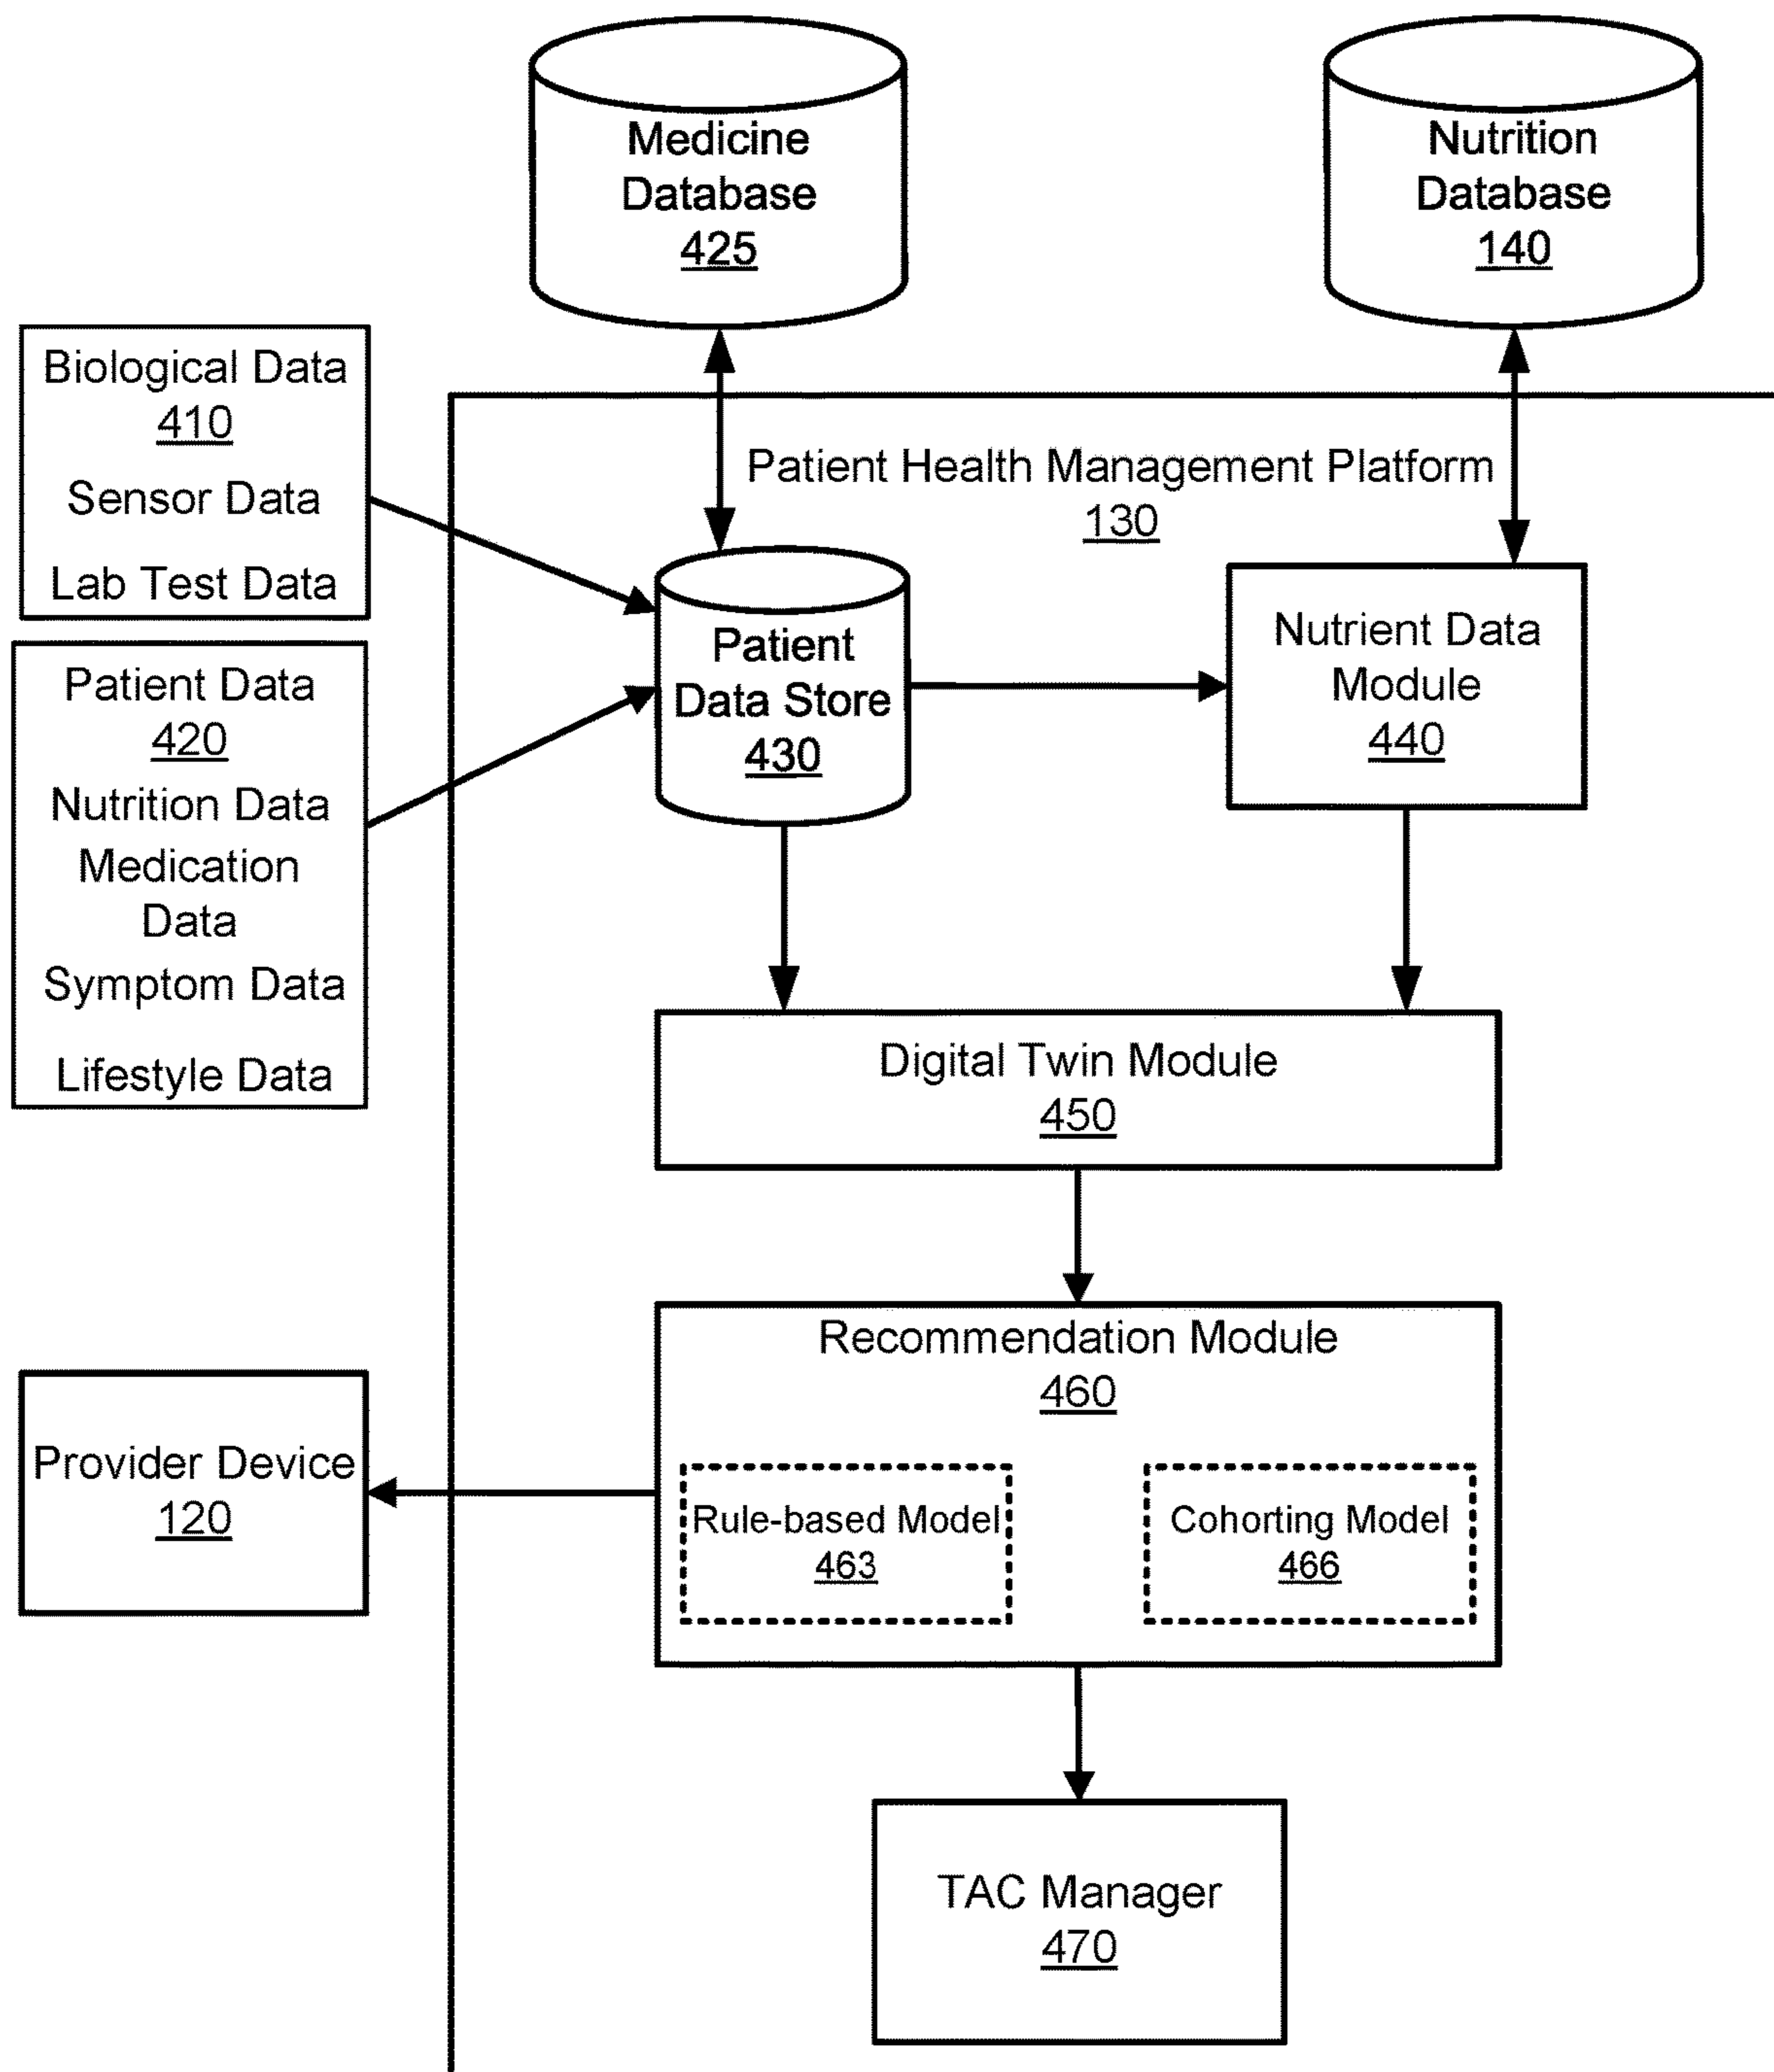 Medicine
Database
425
Nutrition
Database
140
Biological Data
410
Sensor Data
Lab Test Data
Patient Health Management Platform
130
Patient Data
420
Nutrition Data
Medication
Data
Symptom Data
Lifestyle Data
Patient
Data Store
430
Nutrient Data
Module
440
Digital Twin Module
450
Recommendation Module
460
Rule-based Model
463
Cohorting Model
466
Provider Device
120
TAC Manager
470